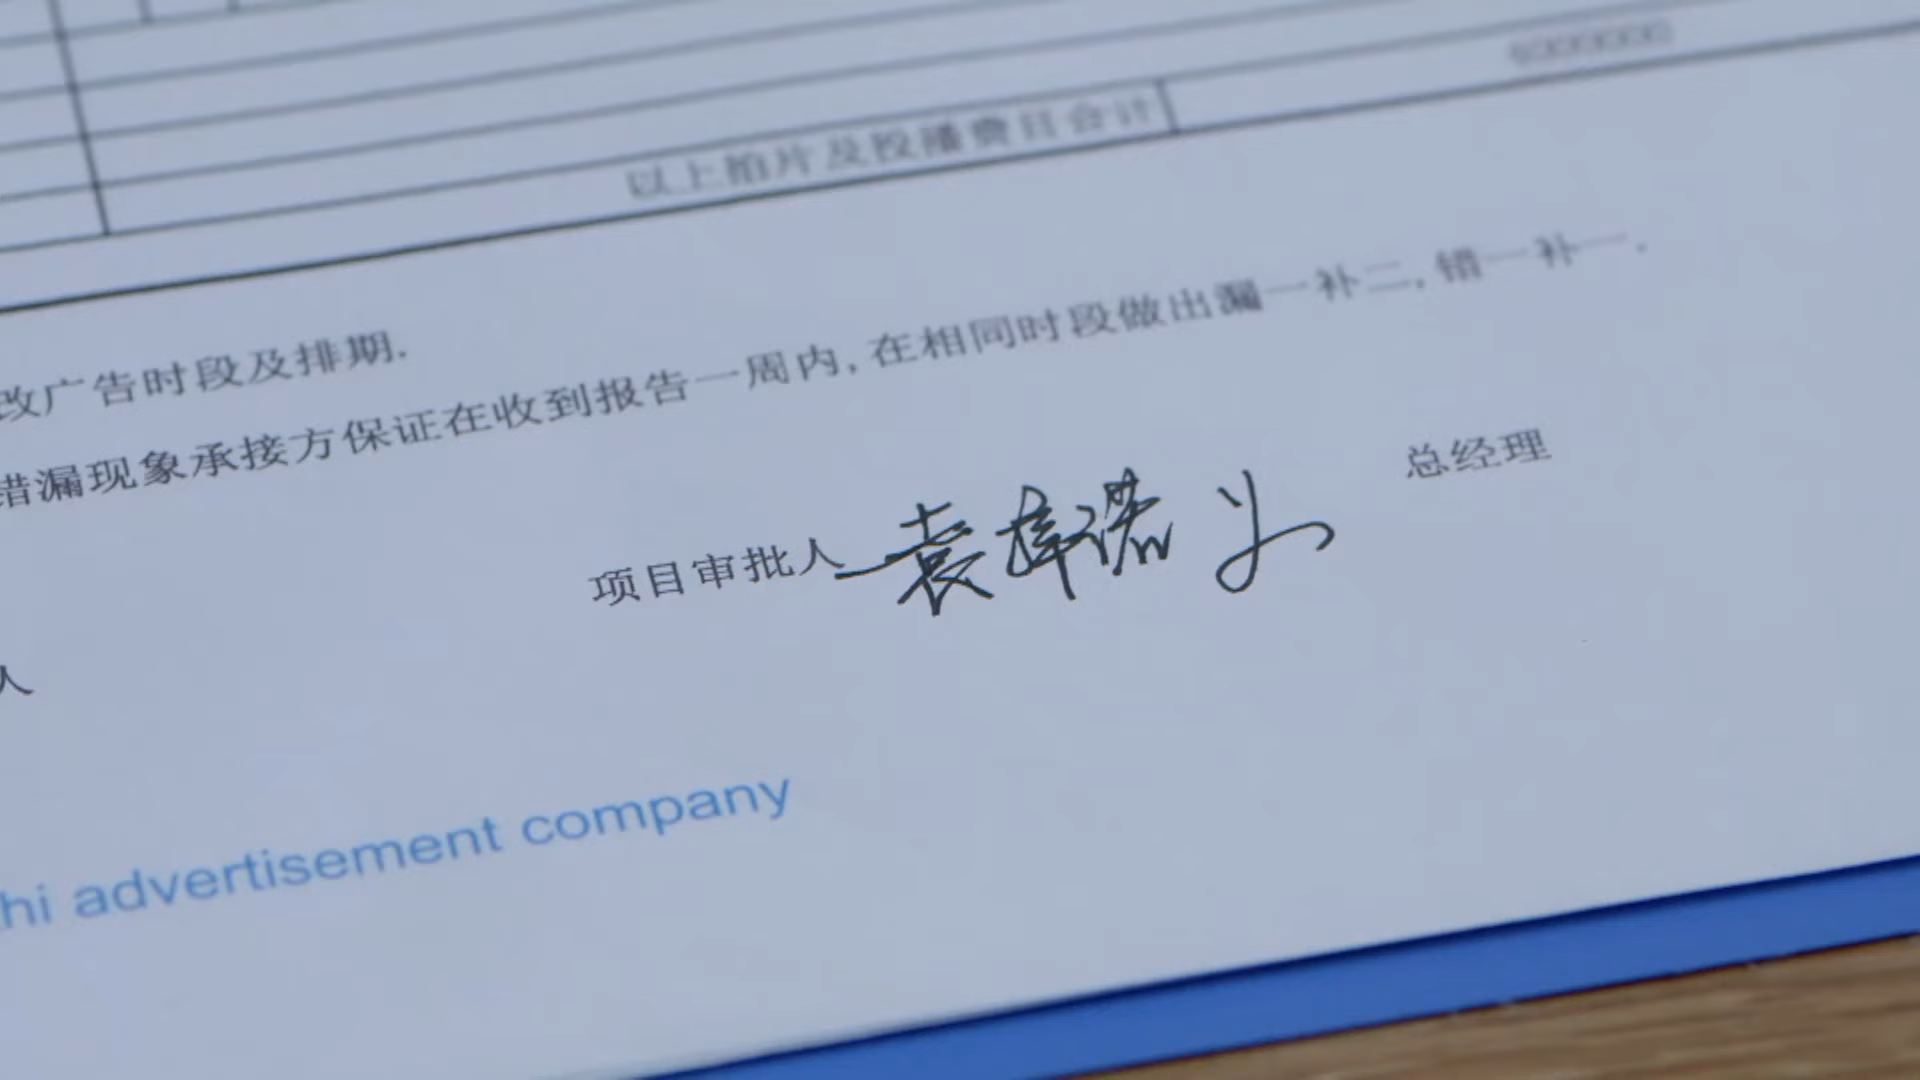 以上拍片及投播费目合计
改广告时段及排期.
错漏现象承接方保证在收到报告一周内,在相同时段做出漏一补二,错一补一.
项目审批人 袁梓诺 总经理
人
hi advertisement company